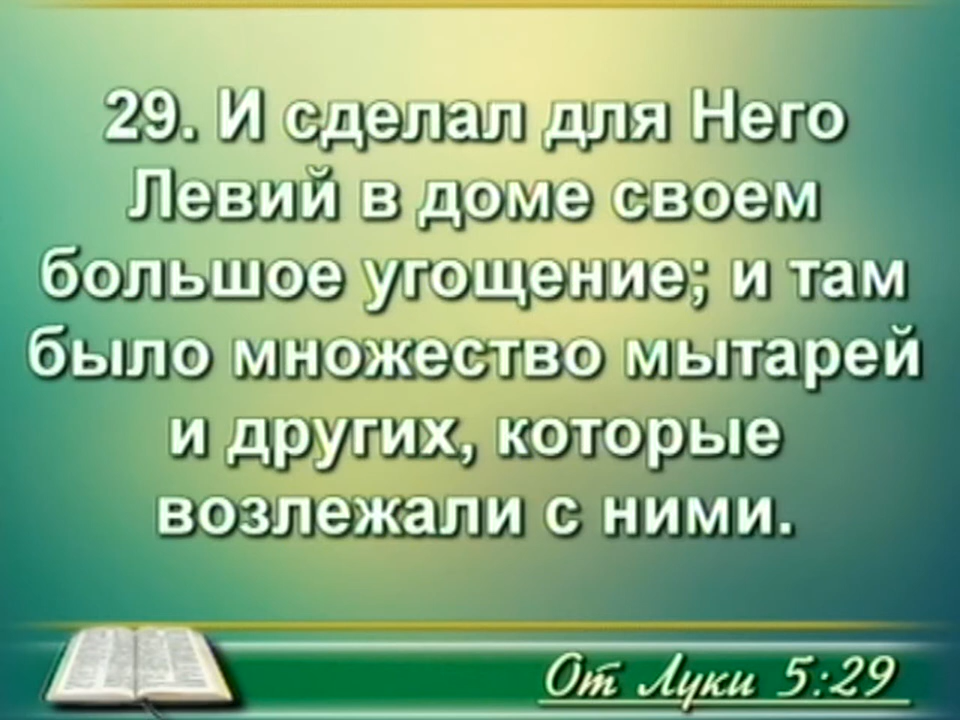 29. И сделал для Него
Левий в доме своем
большое угощение; и там
было множество мытарей
и других, которые
возлежали с ними.
От Луки 5:29